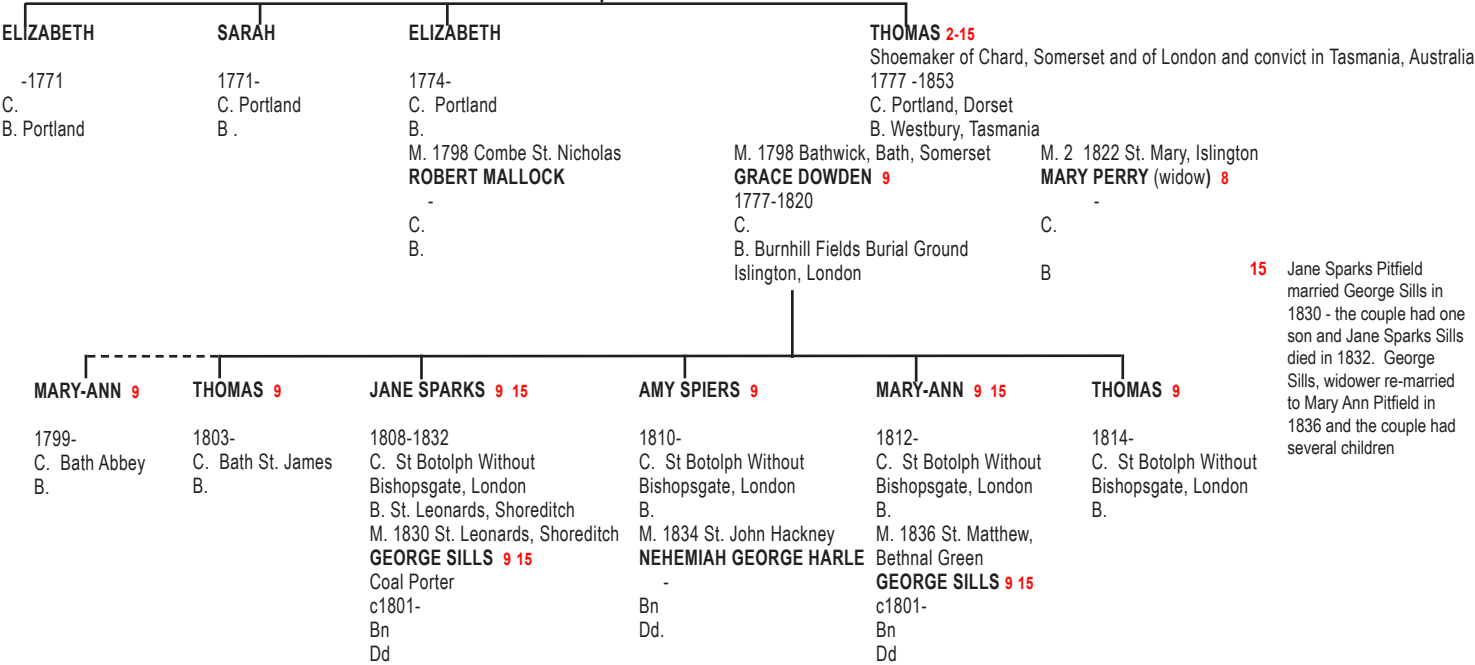 ELIZABETH
-1771
C.
B. Portland
SARAH
1771-
C. Portland
B .
ELIZABETH
1774-
C. Portland
B.
M. 1798 Combe St. Nicholas
ROBERT MALLOCK
-
C.
B.
THOMAS 2-15
Shoemaker of Chard, Somerset and of London and convict in Tasmania, Australia
1777 -1853
C. Portland, Dorset
B. Westbury, Tasmania
M. 1798 Bathwick, Bath, Somerset
GRACE DOWDEN 9
1777-1820
C.
B. Burnhill Fields Burial Ground
Islington, London
M. 2 1822 St. Mary, Islington
MARY PERRY (widow) 8
-
C.
B
15 Jane Sparks Pitfield
married George Sills in
1830 - the couple had one
son and Jane Sparks Sills
died in 1832. George
Sills, widower re-married
to Mary Ann Pitfield in
1836 and the couple had
several children
MARY-ANN 9
1799-
C. Bath Abbey
B.
THOMAS 9
1803-
C. Bath St. James
B.
JANE SPARKS 9 15
1808-1832
C. St Botolph Without
Bishopsgate, London
B. St. Leonards, Shoreditch
M. 1830 St. Leonards, Shoreditch
GEORGE SILLS 9 15
Coal Porter
c1801-
Bn
Dd
AMY SPIERS 9
1810-
C. St Botolph Without
Bishopsgate, London
B.
M. 1834 St. John Hackney
NEHEMIAH GEORGE HARLE
-
Bn
Dd.
MARY-ANN 9 15
1812-
C. St Botolph Without
Bishopsgate, London
B.
M. 1836 St. Matthew,
Bethnal Green
GEORGE SILLS 9 15
c1801-
Bn
Dd
THOMAS 9
1814-
C. St Botolph Without
Bishopsgate, London
B.